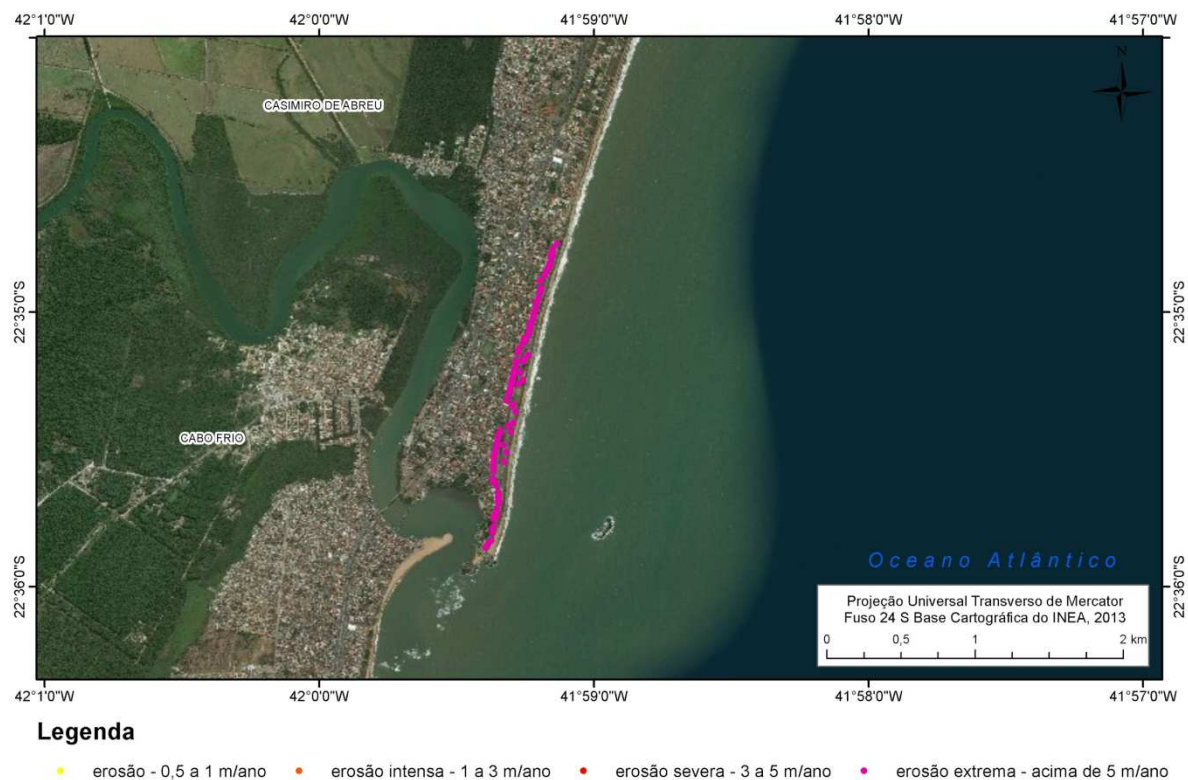 42°1'0"W 42°0'0"W 41°59'0"W 41°58'0"W 41°57'0"W
N
CASIMIRO DE ABREU
22°35'0"S 22°35'0"S
CABO FRIO
22°36'0"S 22°36'0"S
Oceano Atlântico
Projeção Universal Transverso de Mercator
Fuso 24 S Base Cartográfica do INEA, 2013
0 0,5 1 2 km
42°1'0"W 42°0'0"W 41°59'0"W 41°58'0"W 41°57'0"W
Legenda
erosão - 0,5 a 1 m/ano erosão intensa - 1 a 3 m/ano erosão severa - 3 a 5 m/ano erosão extrema - acima de 5 m/ano